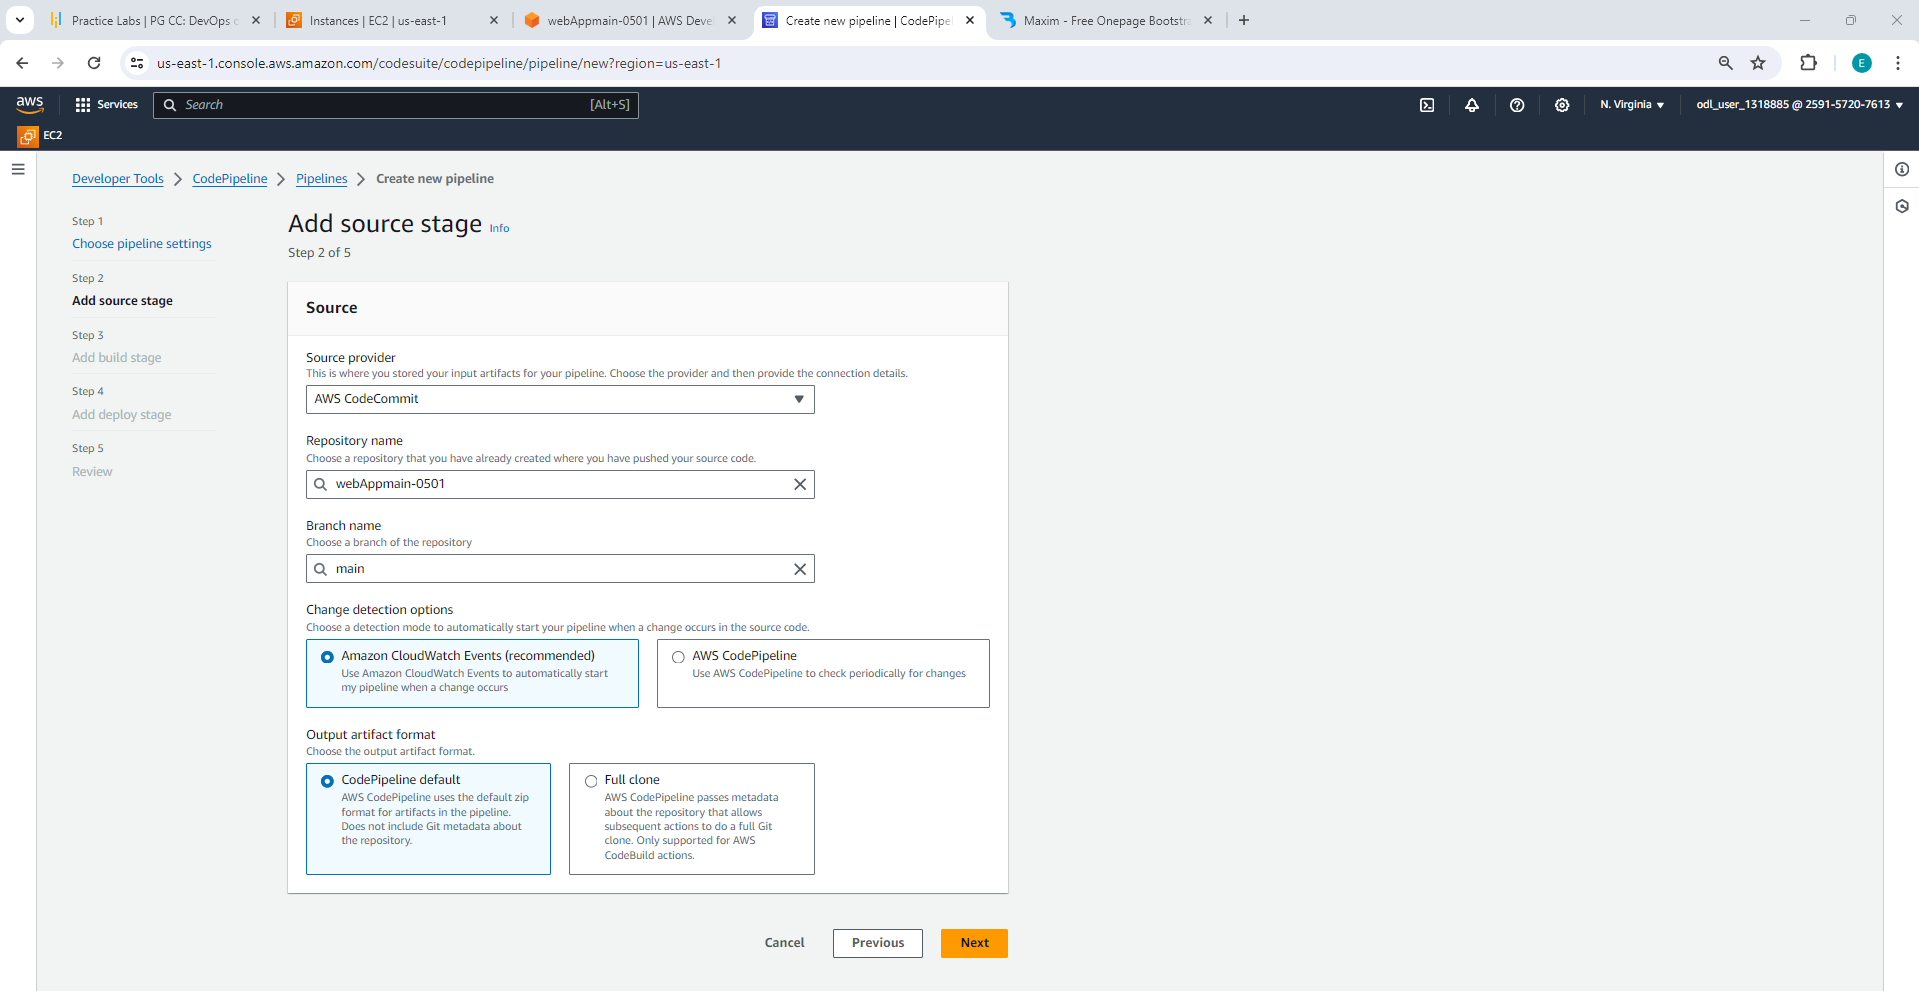 Practice Labs | PG CC: DevOps
Instances | EC2 | us-east-1
webAppmain-0501 | AWS Deve
Create new pipeline | CodePipe
Maxim - Free Onepage Bootstr
us-east-1.console.aws.amazon.com/codesuite/codepipeline/pipeline/new?region=us-east-1
E
aws
Services
Search
[Alt+S]
N. Virginia
odl_user_1318885 @ 2591-5720-7613
EC2
Developer Tools
CodePipeline
Pipelines
Create new pipeline
Step 1
Choose pipeline settings
Step 2
Add source stage
Step 3
Add build stage
Step 4
Add deploy stage
Step 5
Review
Add source stage Info
Step 2 of 5
Source
Source provider
This is where you stored your input artifacts for your pipeline. Choose the provider and then provide the connection details.
AWS CodeCommit
Repository name
Choose a repository that you have already created where you have pushed your source code.
webAppmain-0501
Branch name
Choose a branch of the repository
main
Change detection options
Choose a detection mode to automatically start your pipeline when a change occurs in the source code.
Amazon CloudWatch Events (recommended)
Use Amazon CloudWatch Events to automatically start
my pipeline when a change occurs
AWS CodePipeline
Use AWS CodePipeline to check periodically for changes
Output artifact format
Choose the output artifact format.
CodePipeline default
AWS CodePipeline uses the default zip
format for artifacts in the pipeline.
Does not include Git metadata about
the repository.
Full clone
AWS CodePipeline passes metadata
about the repository that allows
subsequent actions to do a full Git
clone. Only supported for AWS
CodeBuild actions.
Cancel
Previous
Next